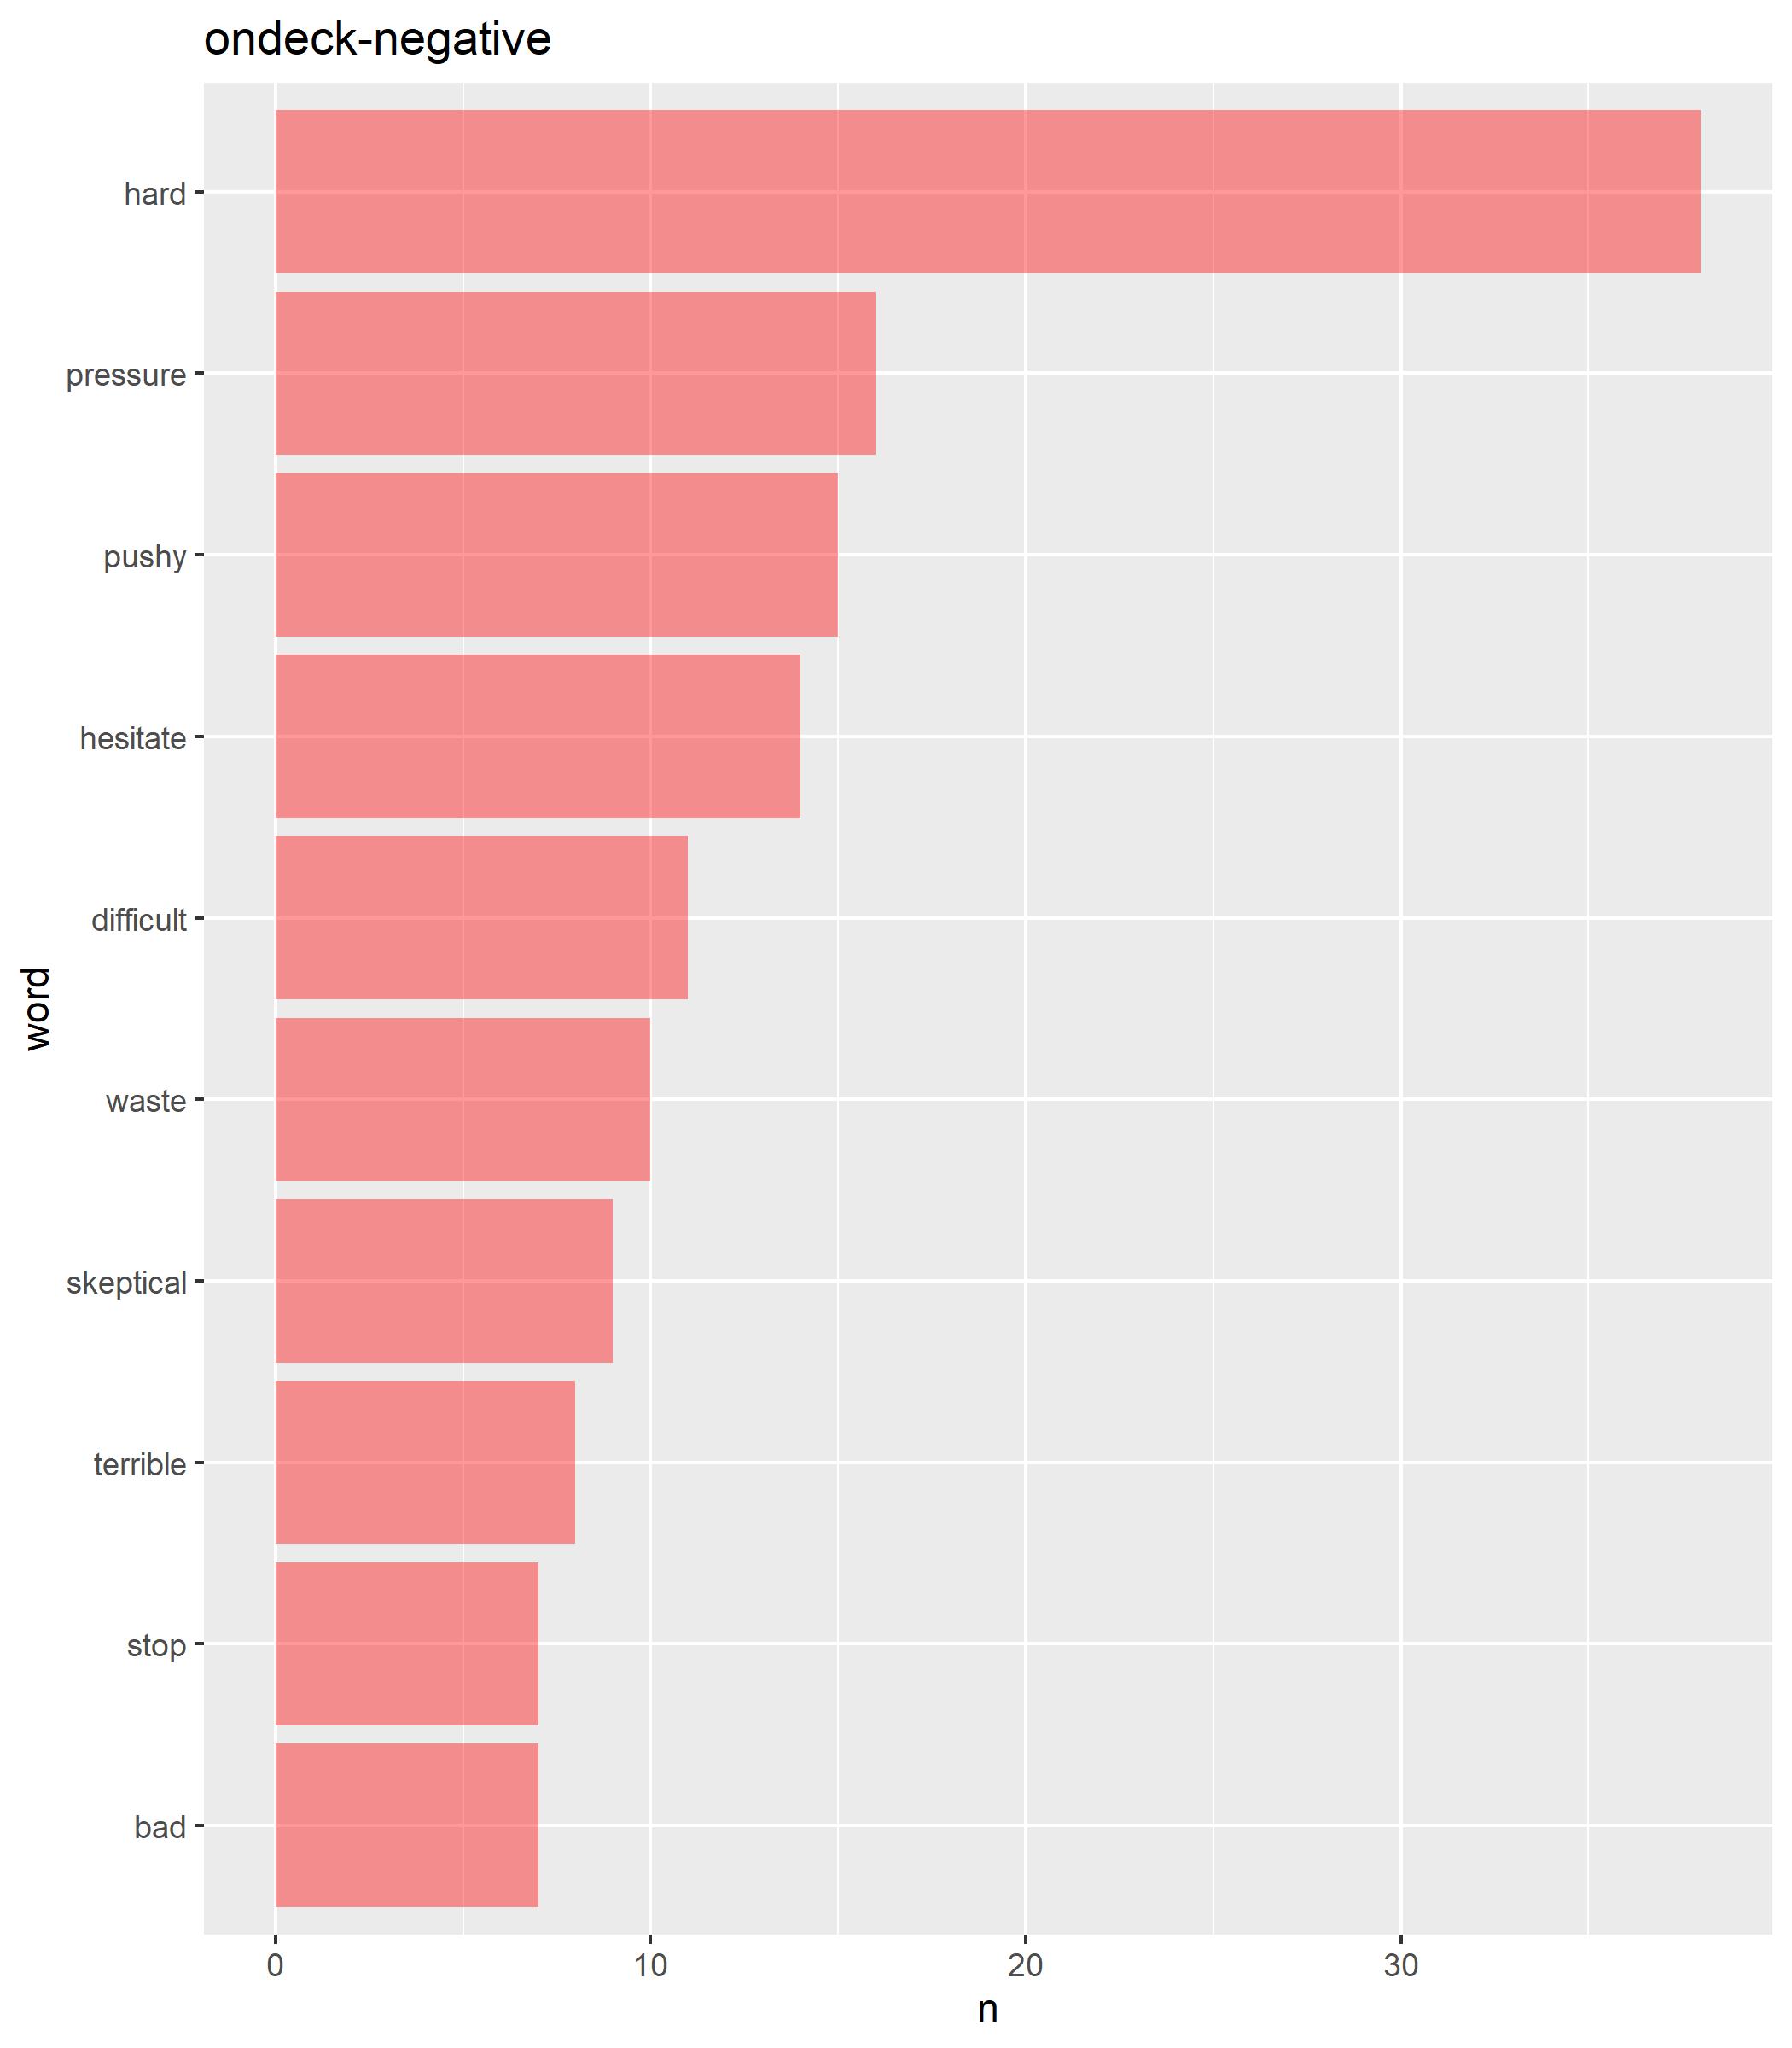 ondeck-negative
hard
pressure
pushy
hesitate
difficult
waste
skeptical
terrible
stop
bad
word
0 10 20 30
n